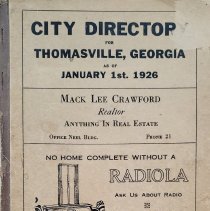 CITY DIRECTORY
FOR
THOMASVILLE, GEORGIA
AS OF
JANUARY 1st. 1926
MACK LEE CRAWFORD
Realtor
ANYTHING IN REAL ESTATE
OFFICE NEEL BLDG. PHONE 21
NO HOME COMPLETE WITHOUT A
RADIOLA
ASK US ABOUT RADIO